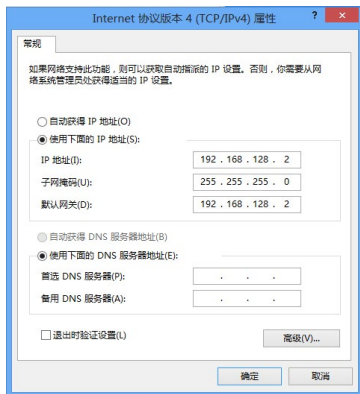 Internet 协议版本 4 (TCP/IPv4) 属性
?
×
常规
如果网络支持此功能，则可以获取自动指派的 IP 设置。否则，你需要从网
络系统管理员处获得适当的 IP 设置。
自动获得 IP 地址(O)
使用下面的 IP 地址(S):
IP 地址(I): 192 . 168 . 128 . 2
子网掩码(U): 255 . 255 . 255 . 0
默认网关(D): 192 . 168 . 128 . 2
自动获得 DNS 服务器地址(B)
使用下面的 DNS 服务器地址(E):
首选 DNS 服务器(P): . . .
备用 DNS 服务器(A): . . .
退出时验证设置(L)
高级(V)...
确定
取消